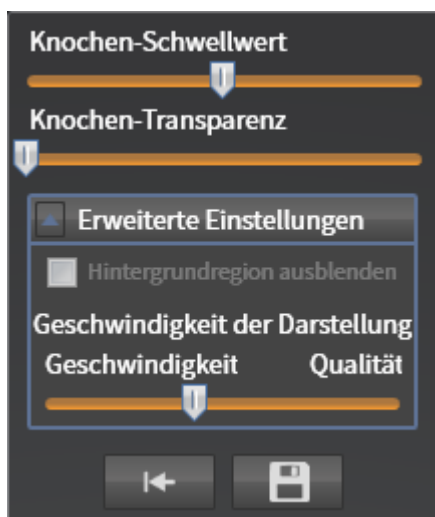 Knochen-Schwellwert
Knochen-Transparenz
Erweiterte Einstellungen
Hintergrundregion ausblenden
Geschwindigkeit der Darstellung
Geschwindigkeit Qualität